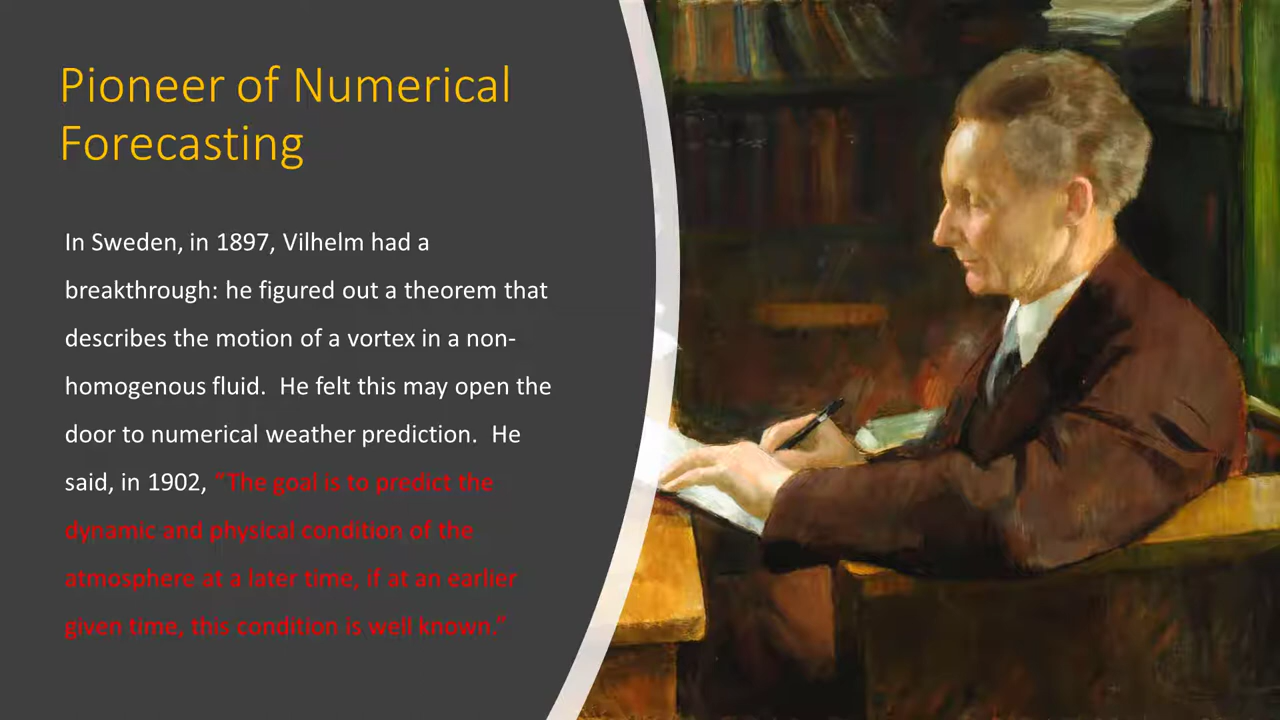 Pioneer of Numerical
Forecasting
In Sweden, in 1897, Vilhelm had a
breakthrough: he figured out a theorem that
describes the motion of a vortex in a non-
homogenous fluid.  He felt this may open the
door to numerical weather prediction.  He
said, in 1902, “The goal is to predict the
dynamic and physical condition of the
atmosphere at a later time, if at an earlier
given time, this condition is well known.”